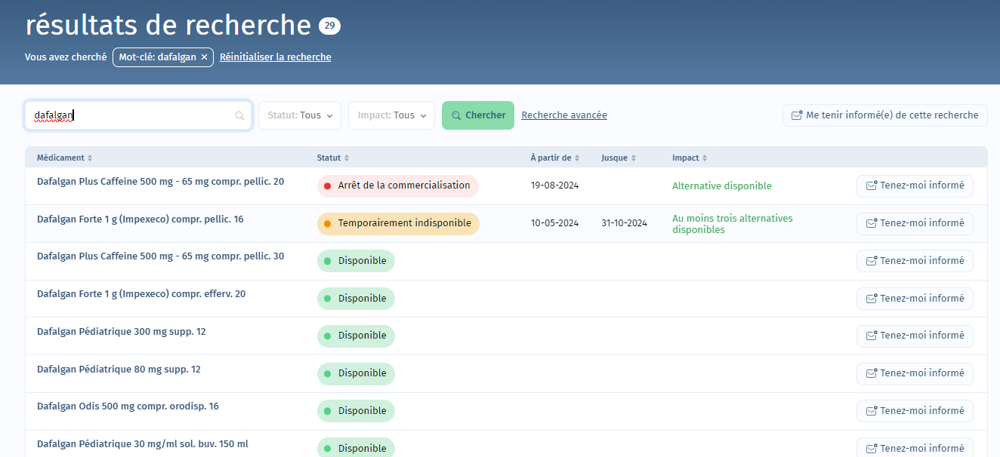 résultats de recherche 29
Vous avez cherché Mot-clé: dafalgan × Réinitialiser la recherche
dafalgan Statut: Tous Impact: Tous Chercher Recherche avancée Me tenir informé(e) de cette recherche
Médicament Statut À partir de Jusque Impact
Dafalgan Plus Caffeine 500 mg - 65 mg compr. pellic. 20 Arrêt de la commercialisation 19-08-2024 Alternative disponible Tenez-moi informé
Dafalgan Forte 1 g (Impexeco) compr. pellic. 16 Temporairement indisponible 10-05-2024 31-10-2024 Au moins trois alternatives
disponibles Tenez-moi informé
Dafalgan Plus Caffeine 500 mg - 65 mg compr. pellic. 30 Disponible Tenez-moi informé
Dafalgan Forte 1 g (Impexeco) compr. efferv. 20 Disponible Tenez-moi informé
Dafalgan Pédiatrique 300 mg supp. 12 Disponible Tenez-moi informé
Dafalgan Pédiatrique 80 mg supp. 12 Disponible Tenez-moi informé
Dafalgan Odis 500 mg compr. orodisp. 16 Disponible Tenez-moi informé
Dafalgan Pédiatrique 30 mg/ml sol. buv. 150 ml Disponible Tenez-moi informé